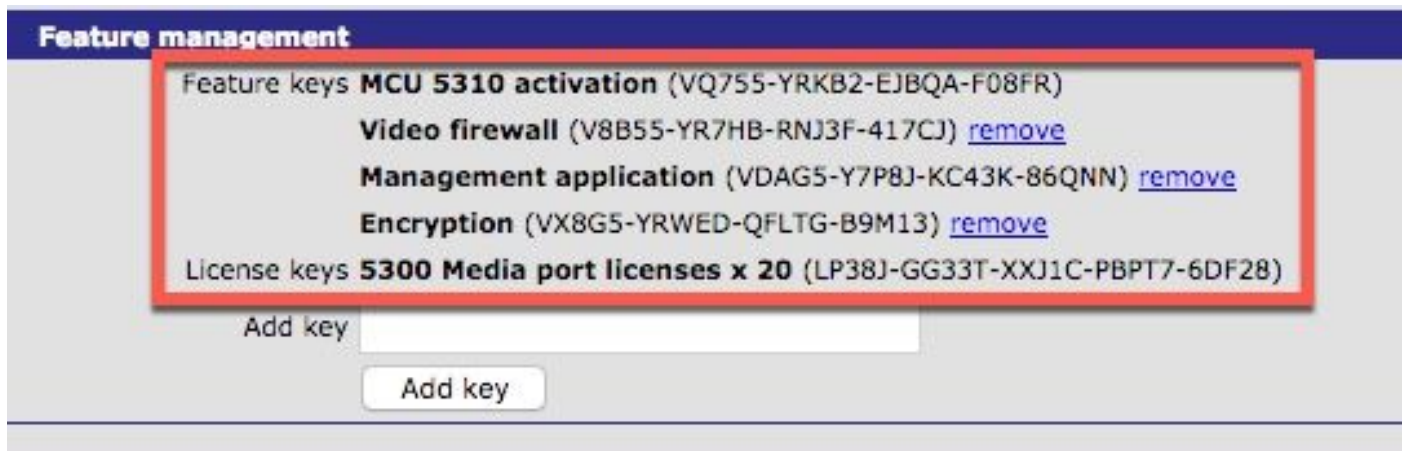 Feature management
Feature keys MCU 5310 activation (VQ755-YRKB2-EJBQA-F08FR)
Video firewall (V8B55-YR7HB-RNJ3F-417CJ) remove
Management application (VDAG5-Y7P8J-KC43K-86QNN) remove
Encryption (VX8G5-YRWED-QFLTG-B9M13) remove
License keys 5300 Media port licenses x 20 (LP38J-GG33T-XXJ1C-PBPT7-6DF28)
Add key
Add key